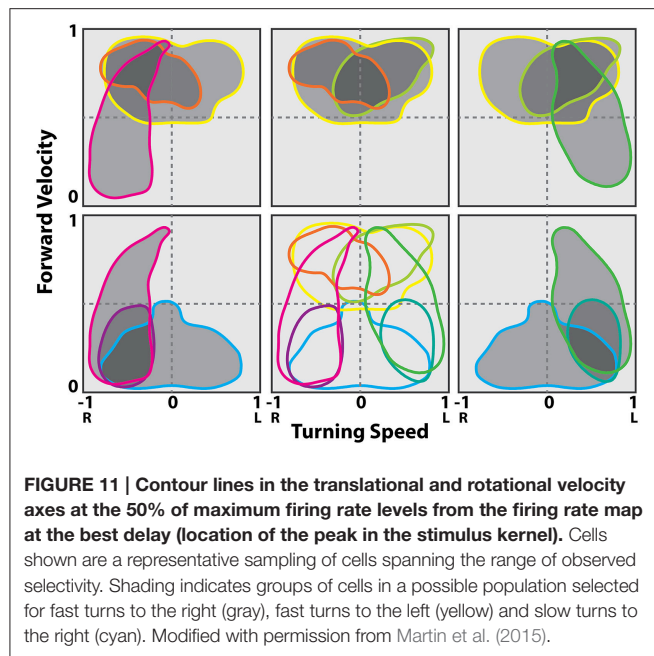 1
Forward Velocity
0
1
0
-1 0 1 -1 0 1 -1 0 1
R L R L R L
Turning Speed
FIGURE 11 | Contour lines in the translational and rotational velocity
axes at the 50% of maximum firing rate levels from the firing rate map
at the best delay (location of the peak in the stimulus kernel). Cells
shown are a representative sampling of cells spanning the range of observed
selectivity. Shading indicates groups of cells in a possible population selected
for fast turns to the right (gray), fast turns to the left (yellow) and slow turns to
the right (cyan). Modified with permission from Martin et al. (2015).